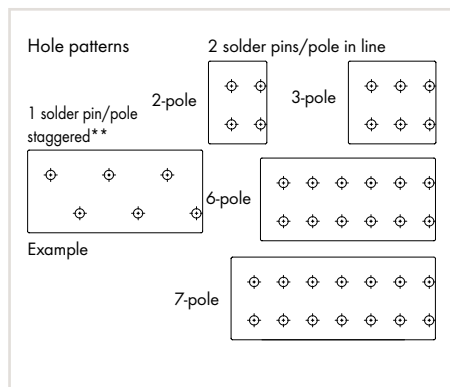 Hole patterns
2 solder pins/pole in line
2-pole
3-pole
1 solder pin/pole
staggered**
6-pole
Example
7-pole